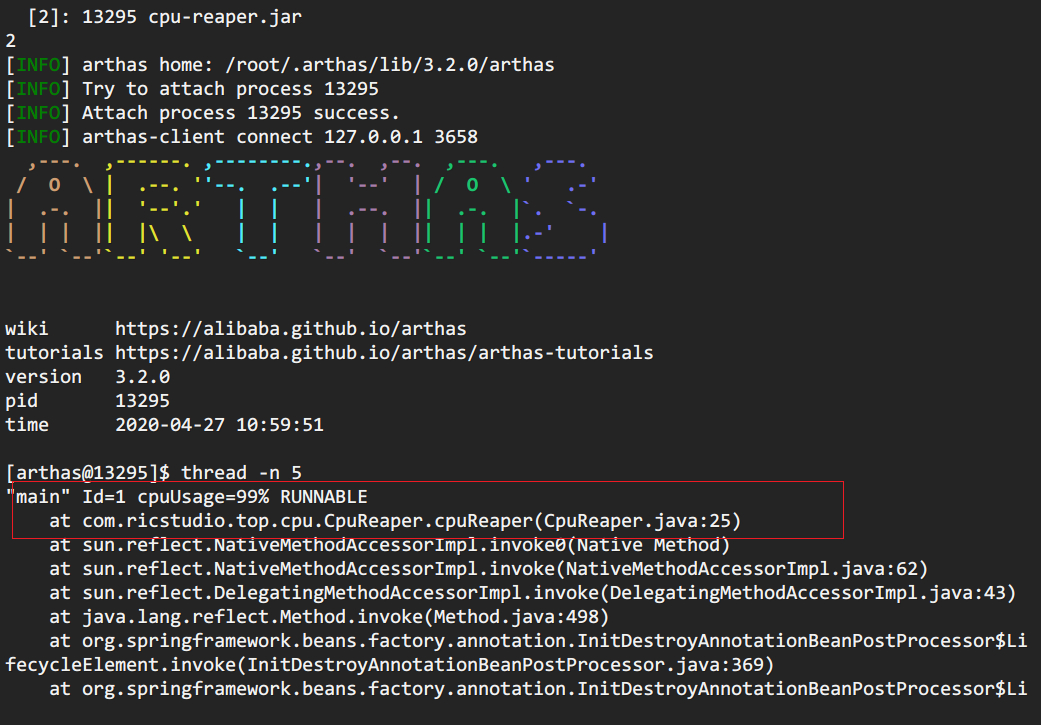 [2]: 13295 cpu-reaper.jar
2
[INFO] arthas home: /root/.arthas/lib/3.2.0/arthas
[INFO] Try to attach process 13295
[INFO] Attach process 13295 success.
[INFO] arthas-client connect 127.0.0.1 3658
ARTHAS
wiki      https://alibaba.github.io/arthas
tutorials https://alibaba.github.io/arthas/arthas-tutorials
version   3.2.0
pid       13295
time      2020-04-27 10:59:51
[arthas@13295]$ thread -n 5
"main" Id=1 cpuUsage=99% RUNNABLE
    at com.ricstudio.top.cpu.CpuReaper.cpuReaper(CpuReaper.java:25)
    at sun.reflect.NativeMethodAccessorImpl.invoke0(Native Method)
    at sun.reflect.NativeMethodAccessorImpl.invoke(NativeMethodAccessorImpl.java:62)
    at sun.reflect.DelegatingMethodAccessorImpl.invoke(DelegatingMethodAccessorImpl.java:43)
    at java.lang.reflect.Method.invoke(Method.java:498)
    at org.springframework.beans.factory.annotation.InitDestroyAnnotationBeanPostProcessor$Li
fecycleElement.invoke(InitDestroyAnnotationBeanPostProcessor.java:369)
    at org.springframework.beans.factory.annotation.InitDestroyAnnotationBeanPostProcessor$Li